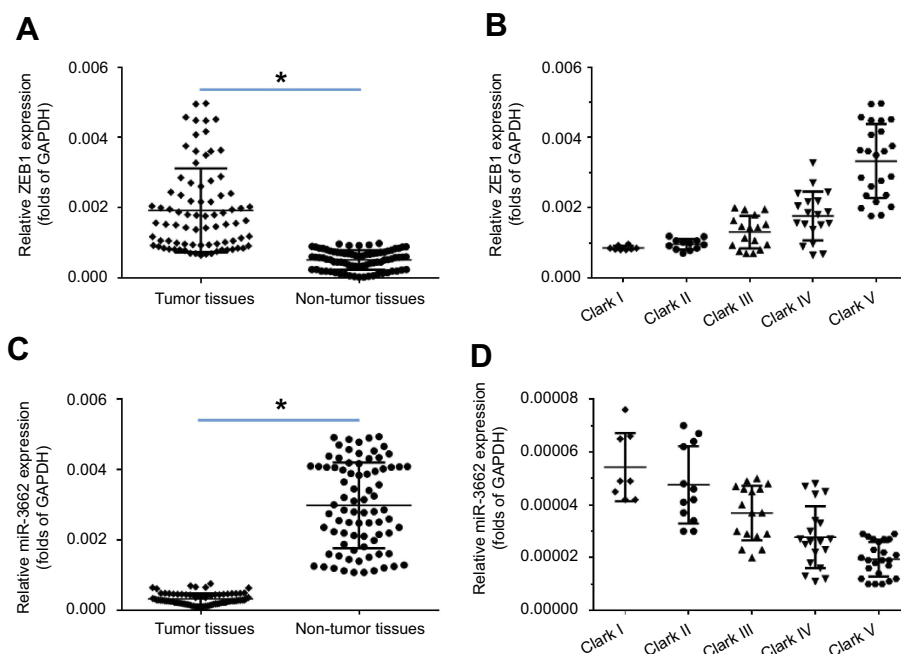 A
Relative ZEB1 expression
(folds of GAPDH)
0.006
0.004
0.002
0.000
*
Tumor tissues
Non-tumor tissues
B
Relative ZEB1 expression
(folds of GAPDH)
0.006
0.004
0.002
0.000
Clark I
Clark II
Clark III
Clark IV
Clark V
C
Relative miR-3662 expression
(folds of GAPDH)
0.006
0.004
0.002
0.000
*
Tumor tissues
Non-tumor tissues
D
Relative miR-3662 expression
(folds of GAPDH)
0.00008
0.00006
0.00004
0.00002
0.00000
Clark I
Clark II
Clark III
Clark IV
Clark V